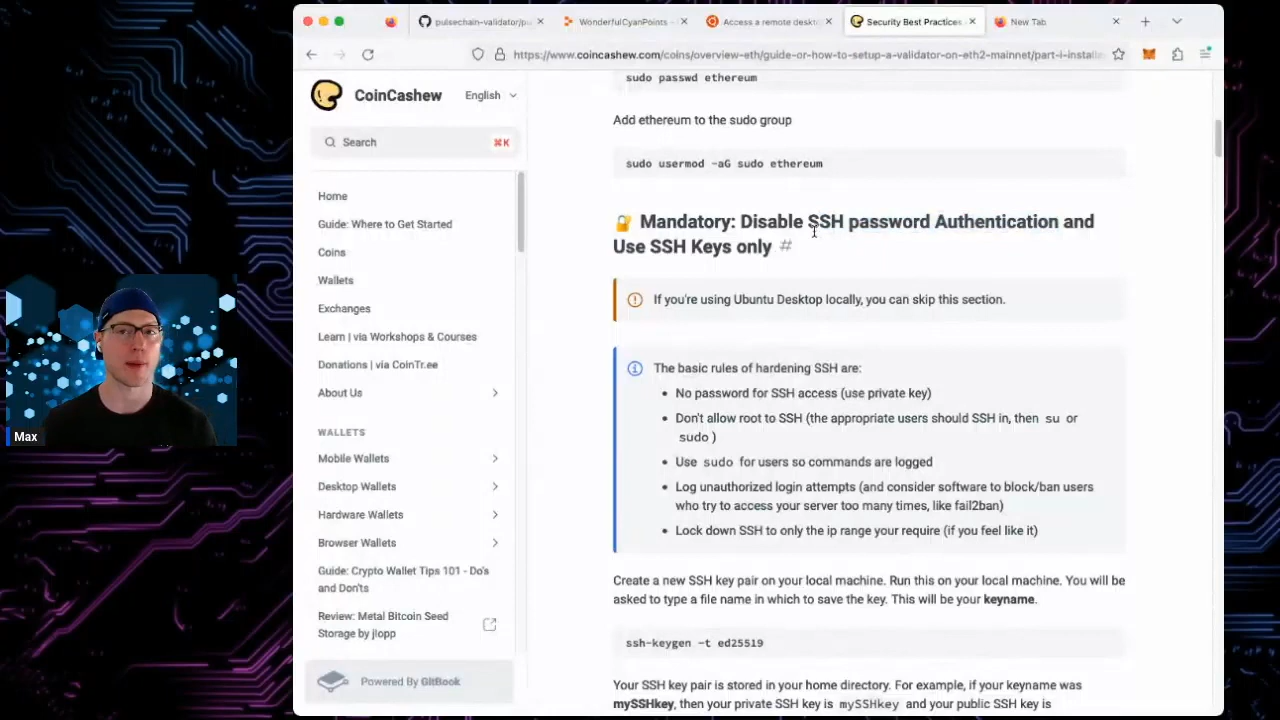 pulsechain-validator/pu
WonderfulCyanPoints –
Access a remote deskto
Security Best Practices
New Tab
https://www.coincashew.com/coins/overview-eth/guide-or-how-to-setup-a-validator-on-eth2-mainnet/part-i-installa
CoinCashew
English
Search
⌘K
Home
Guide: Where to Get Started
Coins
Wallets
Exchanges
Learn | via Workshops & Courses
Donations | via CoinTr.ee
About Us
WALLETS
Mobile Wallets
Desktop Wallets
Hardware Wallets
Browser Wallets
Guide: Crypto Wallet Tips 101 - Do's
and Don'ts
Review: Metal Bitcoin Seed
Storage by jlopp
Powered By GitBook
sudo passwd ethereum
Add ethereum to the sudo group
sudo usermod -aG sudo ethereum
🔐 Mandatory: Disable SSH password Authentication and
Use SSH Keys only #
If you're using Ubuntu Desktop locally, you can skip this section.
The basic rules of hardening SSH are:
• No password for SSH access (use private key)
• Don't allow root to SSH (the appropriate users should SSH in, then su or
sudo )
• Use sudo for users so commands are logged
• Log unauthorized login attempts (and consider software to block/ban users
who try to access your server too many times, like fail2ban)
• Lock down SSH to only the ip range your require (if you feel like it)
Create a new SSH key pair on your local machine. Run this on your local machine. You will be
asked to type a file name in which to save the key. This will be your keyname.
ssh-keygen -t ed25519
Your SSH key pair is stored in your home directory. For example, if your keyname was
mySSHkey, then your private SSH key is mySSHkey and your public SSH key is
Max